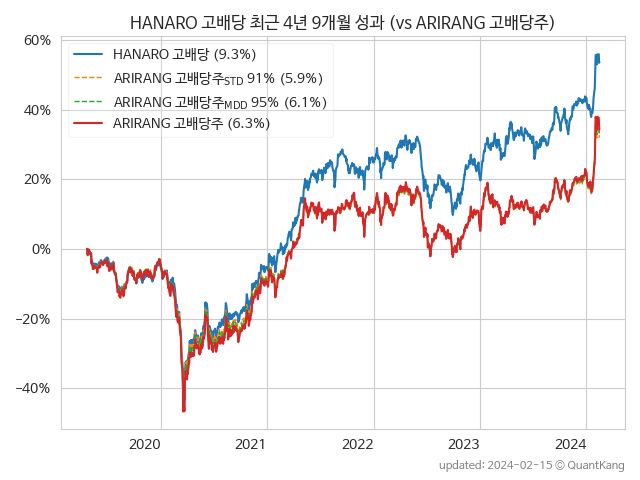 HANARO 고배당 최근 4년 9개월 성과 (vs ARIRANG 고배당주)
60%
40%
20%
0%
−20%
−40%
HANARO 고배당 (9.3%)
ARIRANG 고배당주STD 91% (5.9%)
ARIRANG 고배당주MDD 95% (6.1%)
ARIRANG 고배당주 (6.3%)
2020 2021 2022 2023 2024
updated: 2024-02-15 ⓒ QuantKang